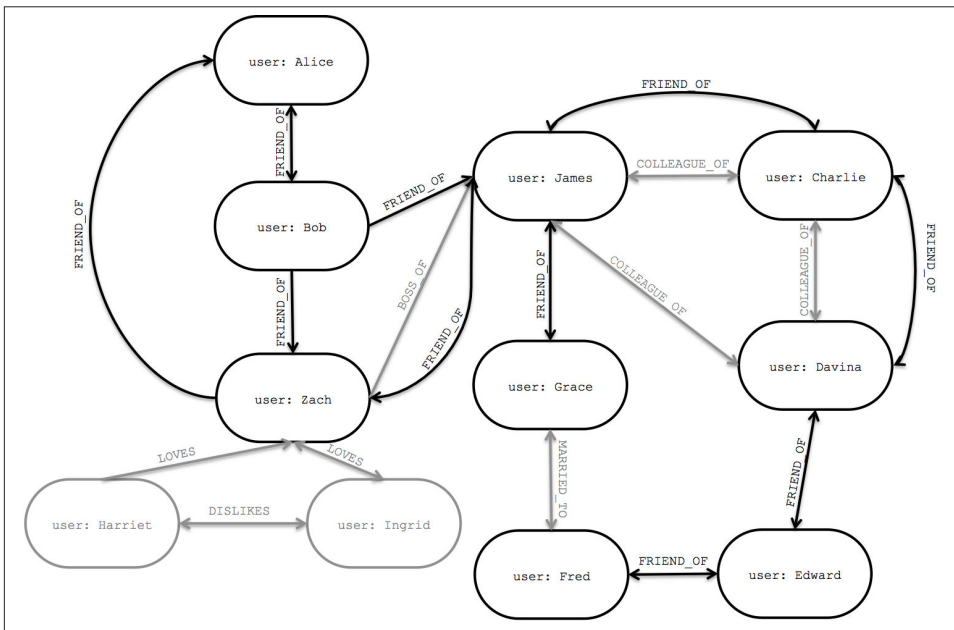 user: Alice
FRIEND_OF
FRIEND_OF
FRIEND_OF
user: James
COLLEAGUE_OF
user: Charlie
FRIEND_OF
user: Bob
FRIEND_OF
FRIEND_OF
BOSS_OF
FRIEND_OF
FRIEND_OF
COLLEAGUE_OF
COLLEAGUE_OF
FRIEND_OF
user: Zach
user: Grace
user: Davina
LOVES
LOVES
MARRIED_TO
FRIEND_OF
user: Harriet
DISLIKES
user: Ingrid
user: Fred
FRIEND_OF
user: Edward